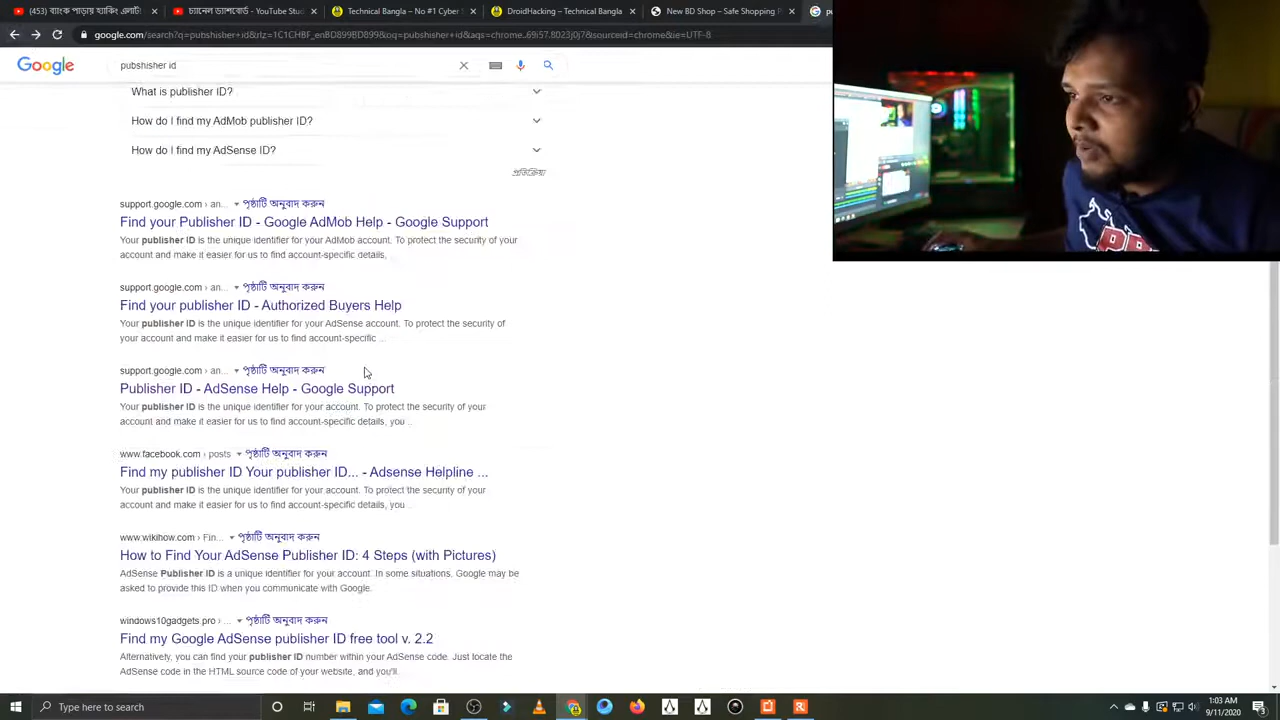 (453) ব্যাংক পাড়ায় হ্যাকিং এলার্ট!
চ্যানেল ড্যাশবোর্ড - YouTube Stud
Technical Bangla – No #1 Cyber
DroidHacking – Technical Bangla
New BD Shop – Safe Shopping P
pu
google.com/search?q=pubshisher+id&rlz=1C1CHBF_enBD899BD899&oq=pubshisher+id&aqs=chrome..69i57.8D23j0j7&sourceid=chrome&ie=UTF-8
Google
pubshisher id
What is publisher ID?
How do I find my AdMob publisher ID?
How do I find my AdSense ID?
প্রতিক্রিয়া
support.google.com › an... পৃষ্ঠাটি অনুবাদ করুন
Find your Publisher ID - Google AdMob Help - Google Support
Your publisher ID is the unique identifier for your AdMob account. To protect the security of your
account and make it easier for us to find account-specific details,
support.google.com › an... পৃষ্ঠাটি অনুবাদ করুন
Find your publisher ID - Authorized Buyers Help
Your publisher ID is the unique identifier for your AdSense account. To protect the security of
your account and make it easier for us to find account-specific ...
support.google.com › an... পৃষ্ঠাটি অনুবাদ করুন
Publisher ID - AdSense Help - Google Support
Your publisher ID is the unique identifier for your account. To protect the security of your
account and make it easier for us to find account-specific details, you ..
www.facebook.com › posts পৃষ্ঠাটি অনুবাদ করুন
Find my publisher ID Your publisher ID... - Adsense Helpline ...
Your publisher ID is the unique identifier for your account. To protect the security of your
account and make it easier for us to find account-specific details, you
www.wikihow.com › Fin... পৃষ্ঠাটি অনুবাদ করুন
How to Find Your AdSense Publisher ID: 4 Steps (with Pictures)
AdSense Publisher ID is a unique identifier for your account. In some situations, Google may be
asked to provide this ID when you communicate with Google.
windows10gadgets.pro › ... পৃষ্ঠাটি অনুবাদ করুন
Find my Google AdSense publisher ID free tool v. 2.2
Alternatively, you can find your publisher ID number within your AdSense code. Just locate the
AdSense code in the HTML source code of your website, and you'll.
Type here to search
1:03 AM
9/11/2020